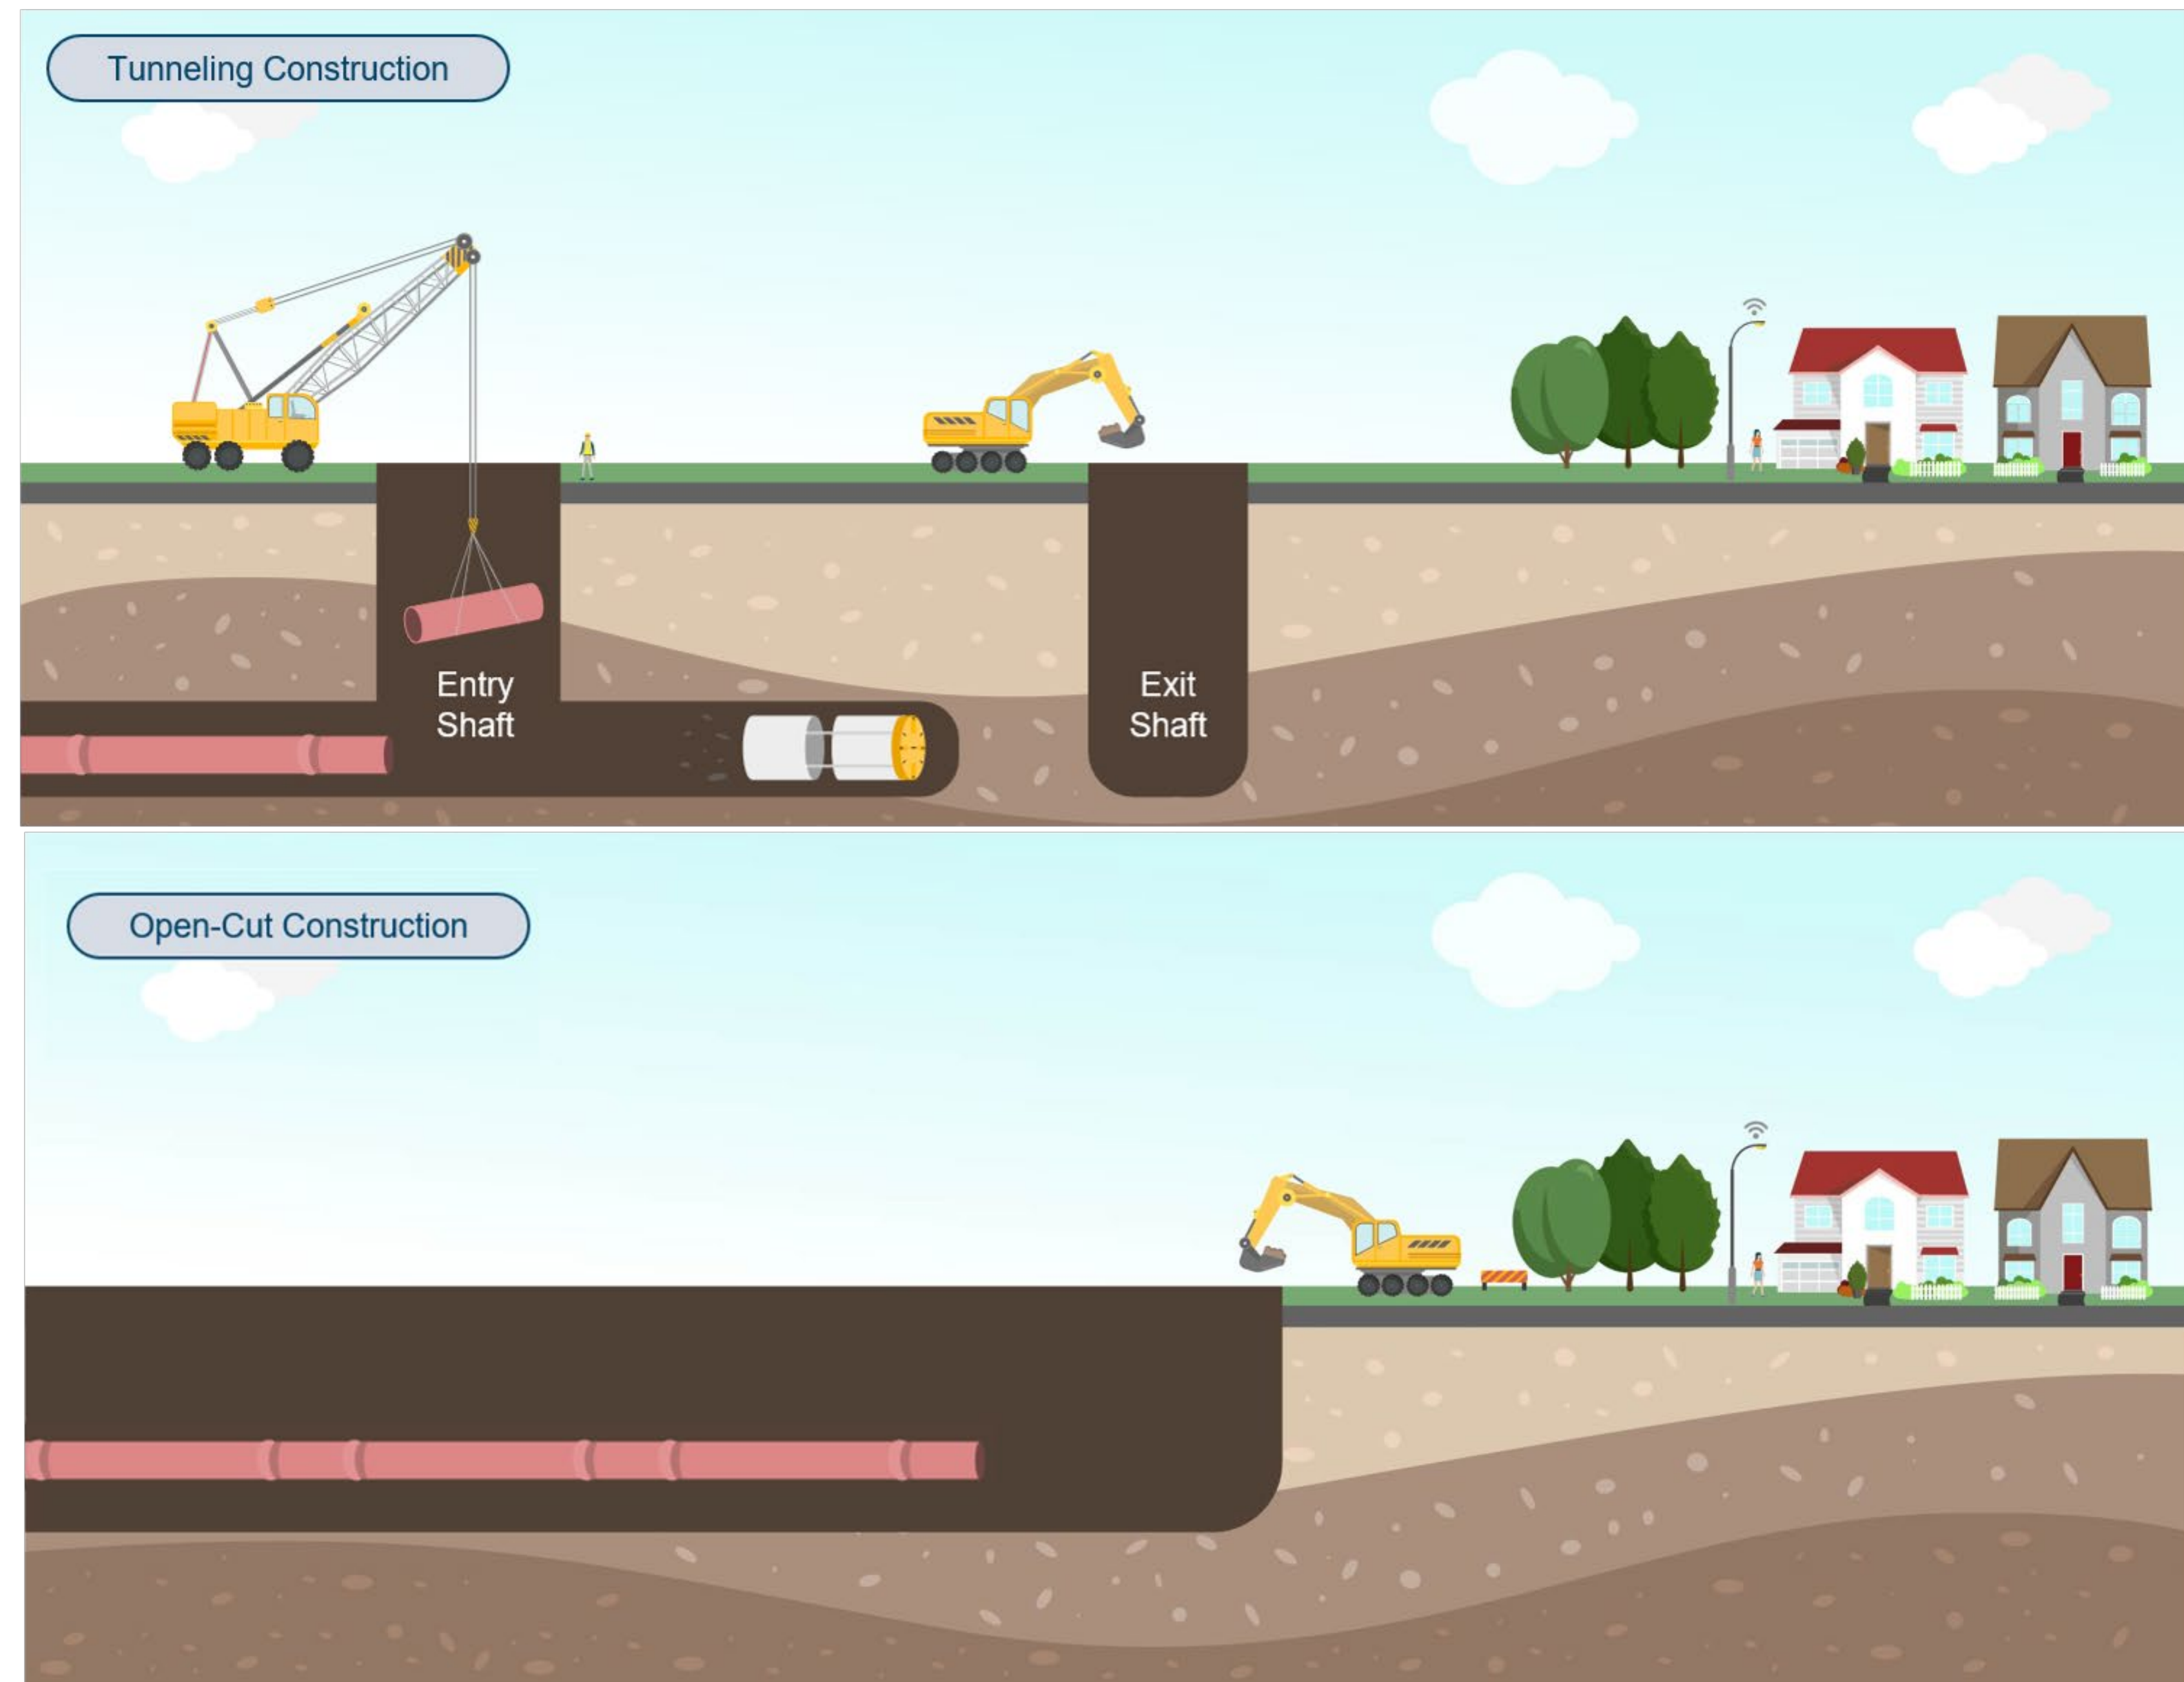 Tunneling Construction
Entry
Shaft
Exit
Shaft
Open-Cut Construction